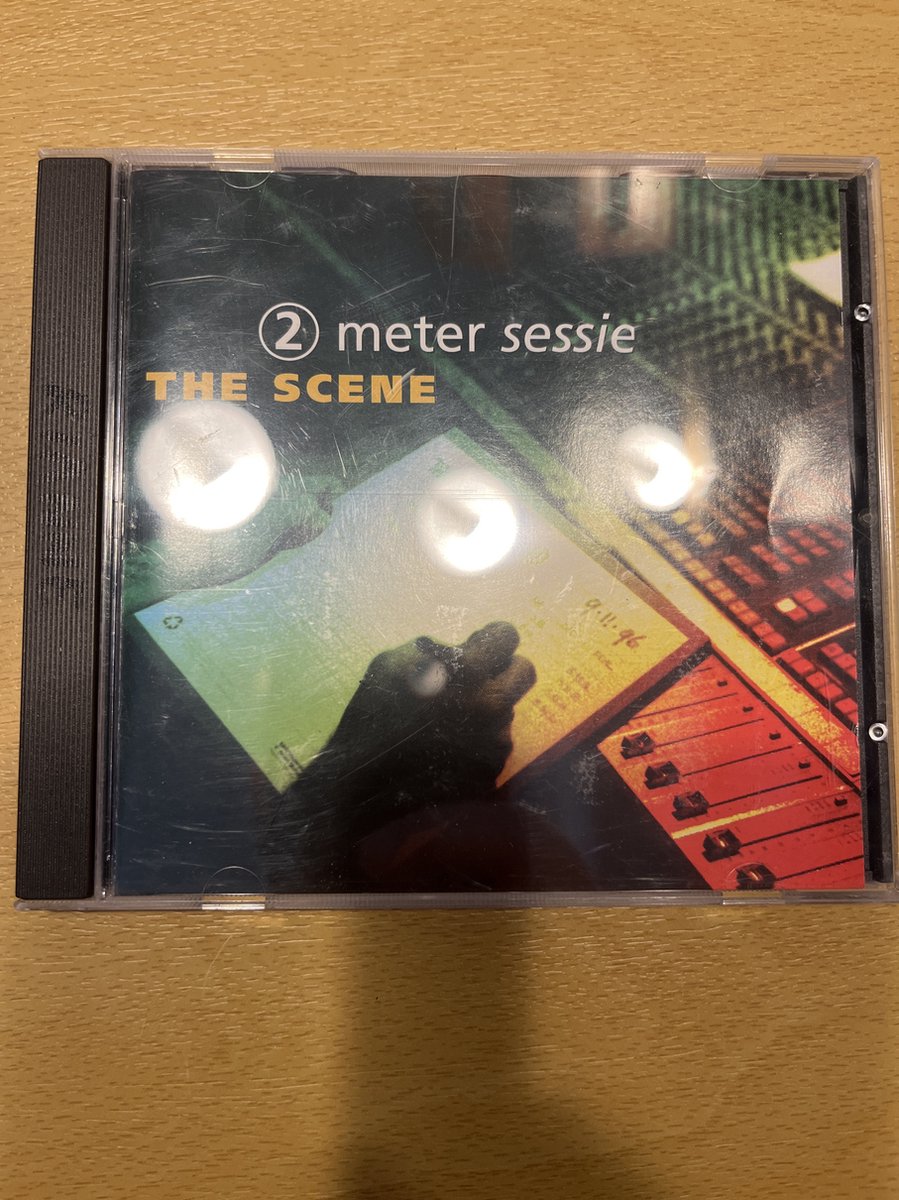 ② meter sessie
THE SCENE
9.11.96